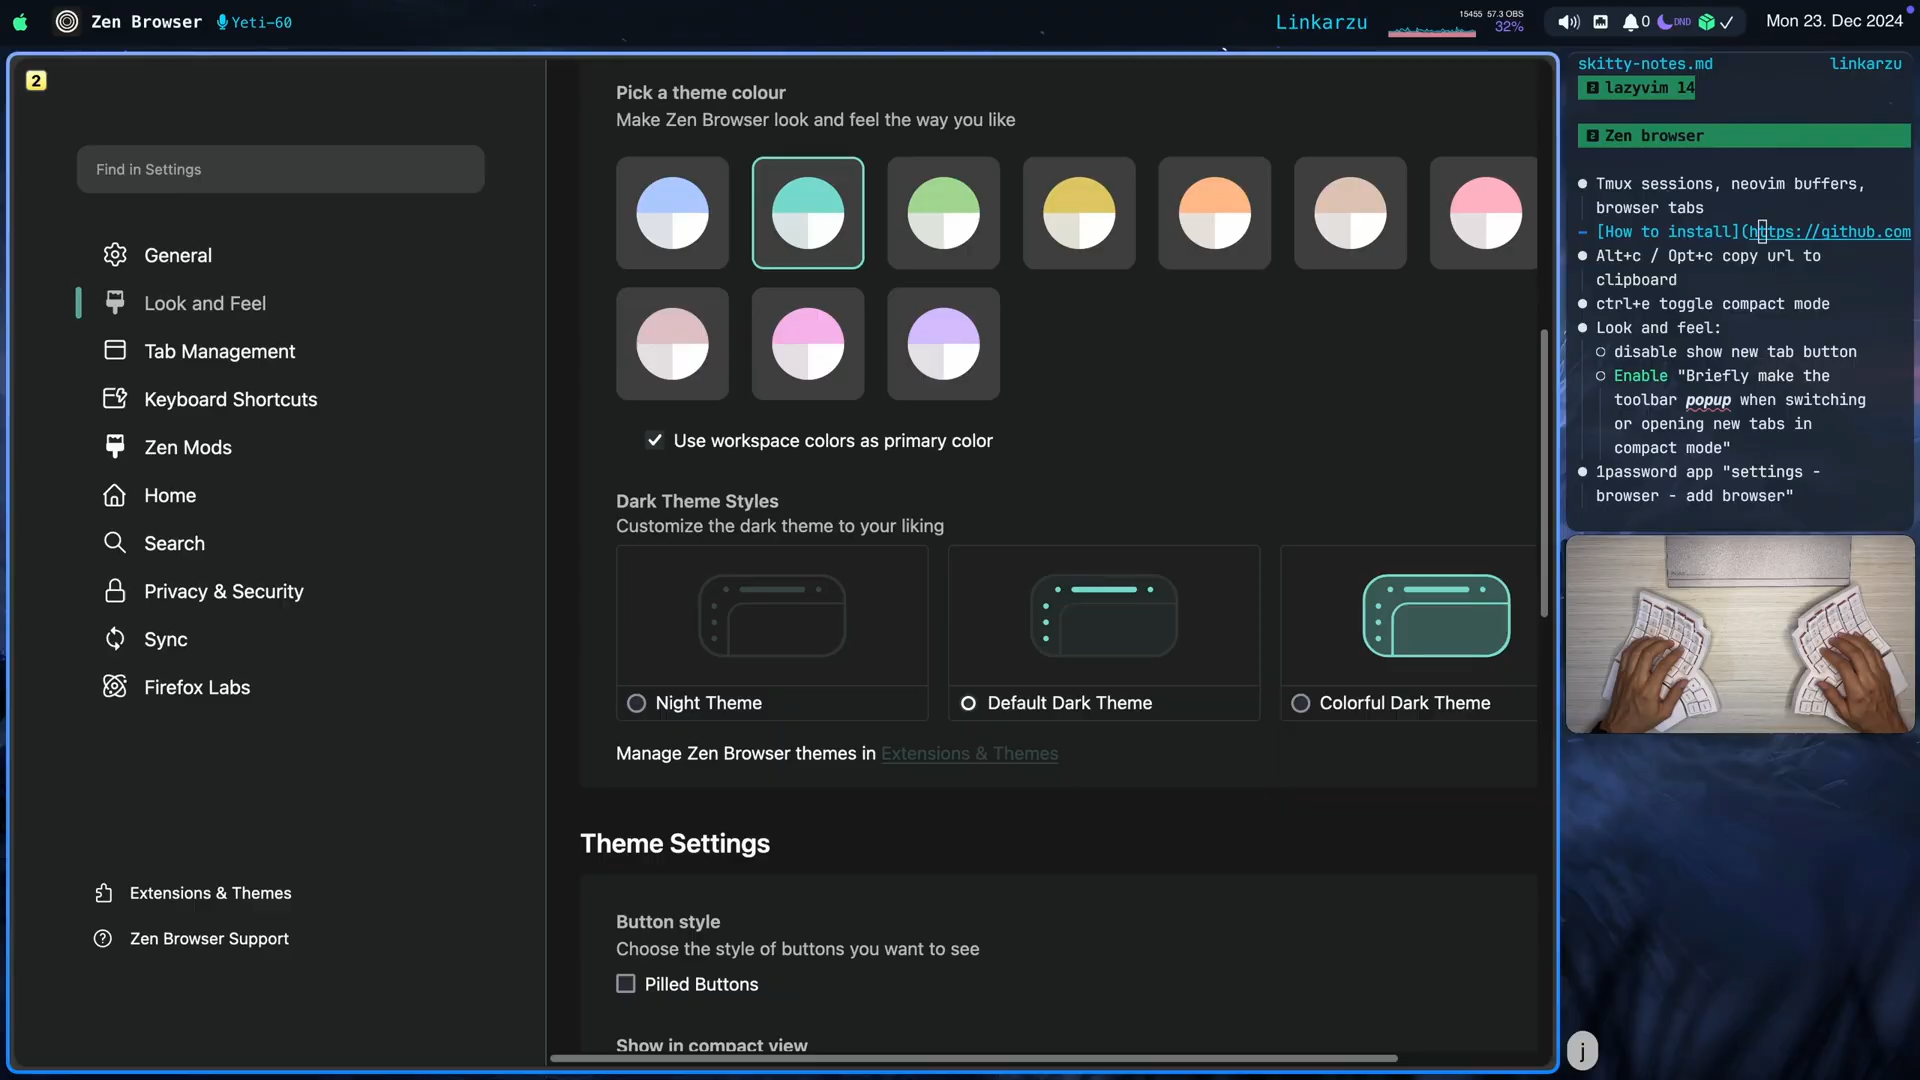 Zen Browser
Yeti-60
Linkarzu
15455 57.3 OBS
32%
0
DND
Mon 23. Dec 2024
2
Find in Settings
General
Look and Feel
Tab Management
Keyboard Shortcuts
Zen Mods
Home
Search
Privacy & Security
Sync
Firefox Labs
Extensions & Themes
Zen Browser Support
Pick a theme colour
Make Zen Browser look and feel the way you like
Use workspace colors as primary color
Dark Theme Styles
Customize the dark theme to your liking
Night Theme
Default Dark Theme
Colorful Dark Theme
Manage Zen Browser themes in Extensions & Themes
Theme Settings
Button style
Choose the style of buttons you want to see
Pilled Buttons
Show in compact view
skitty-notes.md
linkarzu
2 lazyvim 14
2 Zen browser
Tmux sessions, neovim buffers,
browser tabs
[How to install](https://github.com
Alt+c / Opt+c copy url to
clipboard
ctrl+e toggle compact mode
Look and feel:
disable show new tab button
Enable "Briefly make the
toolbar popup when switching
or opening new tabs in
compact mode"
1password app "settings -
browser - add browser"
j